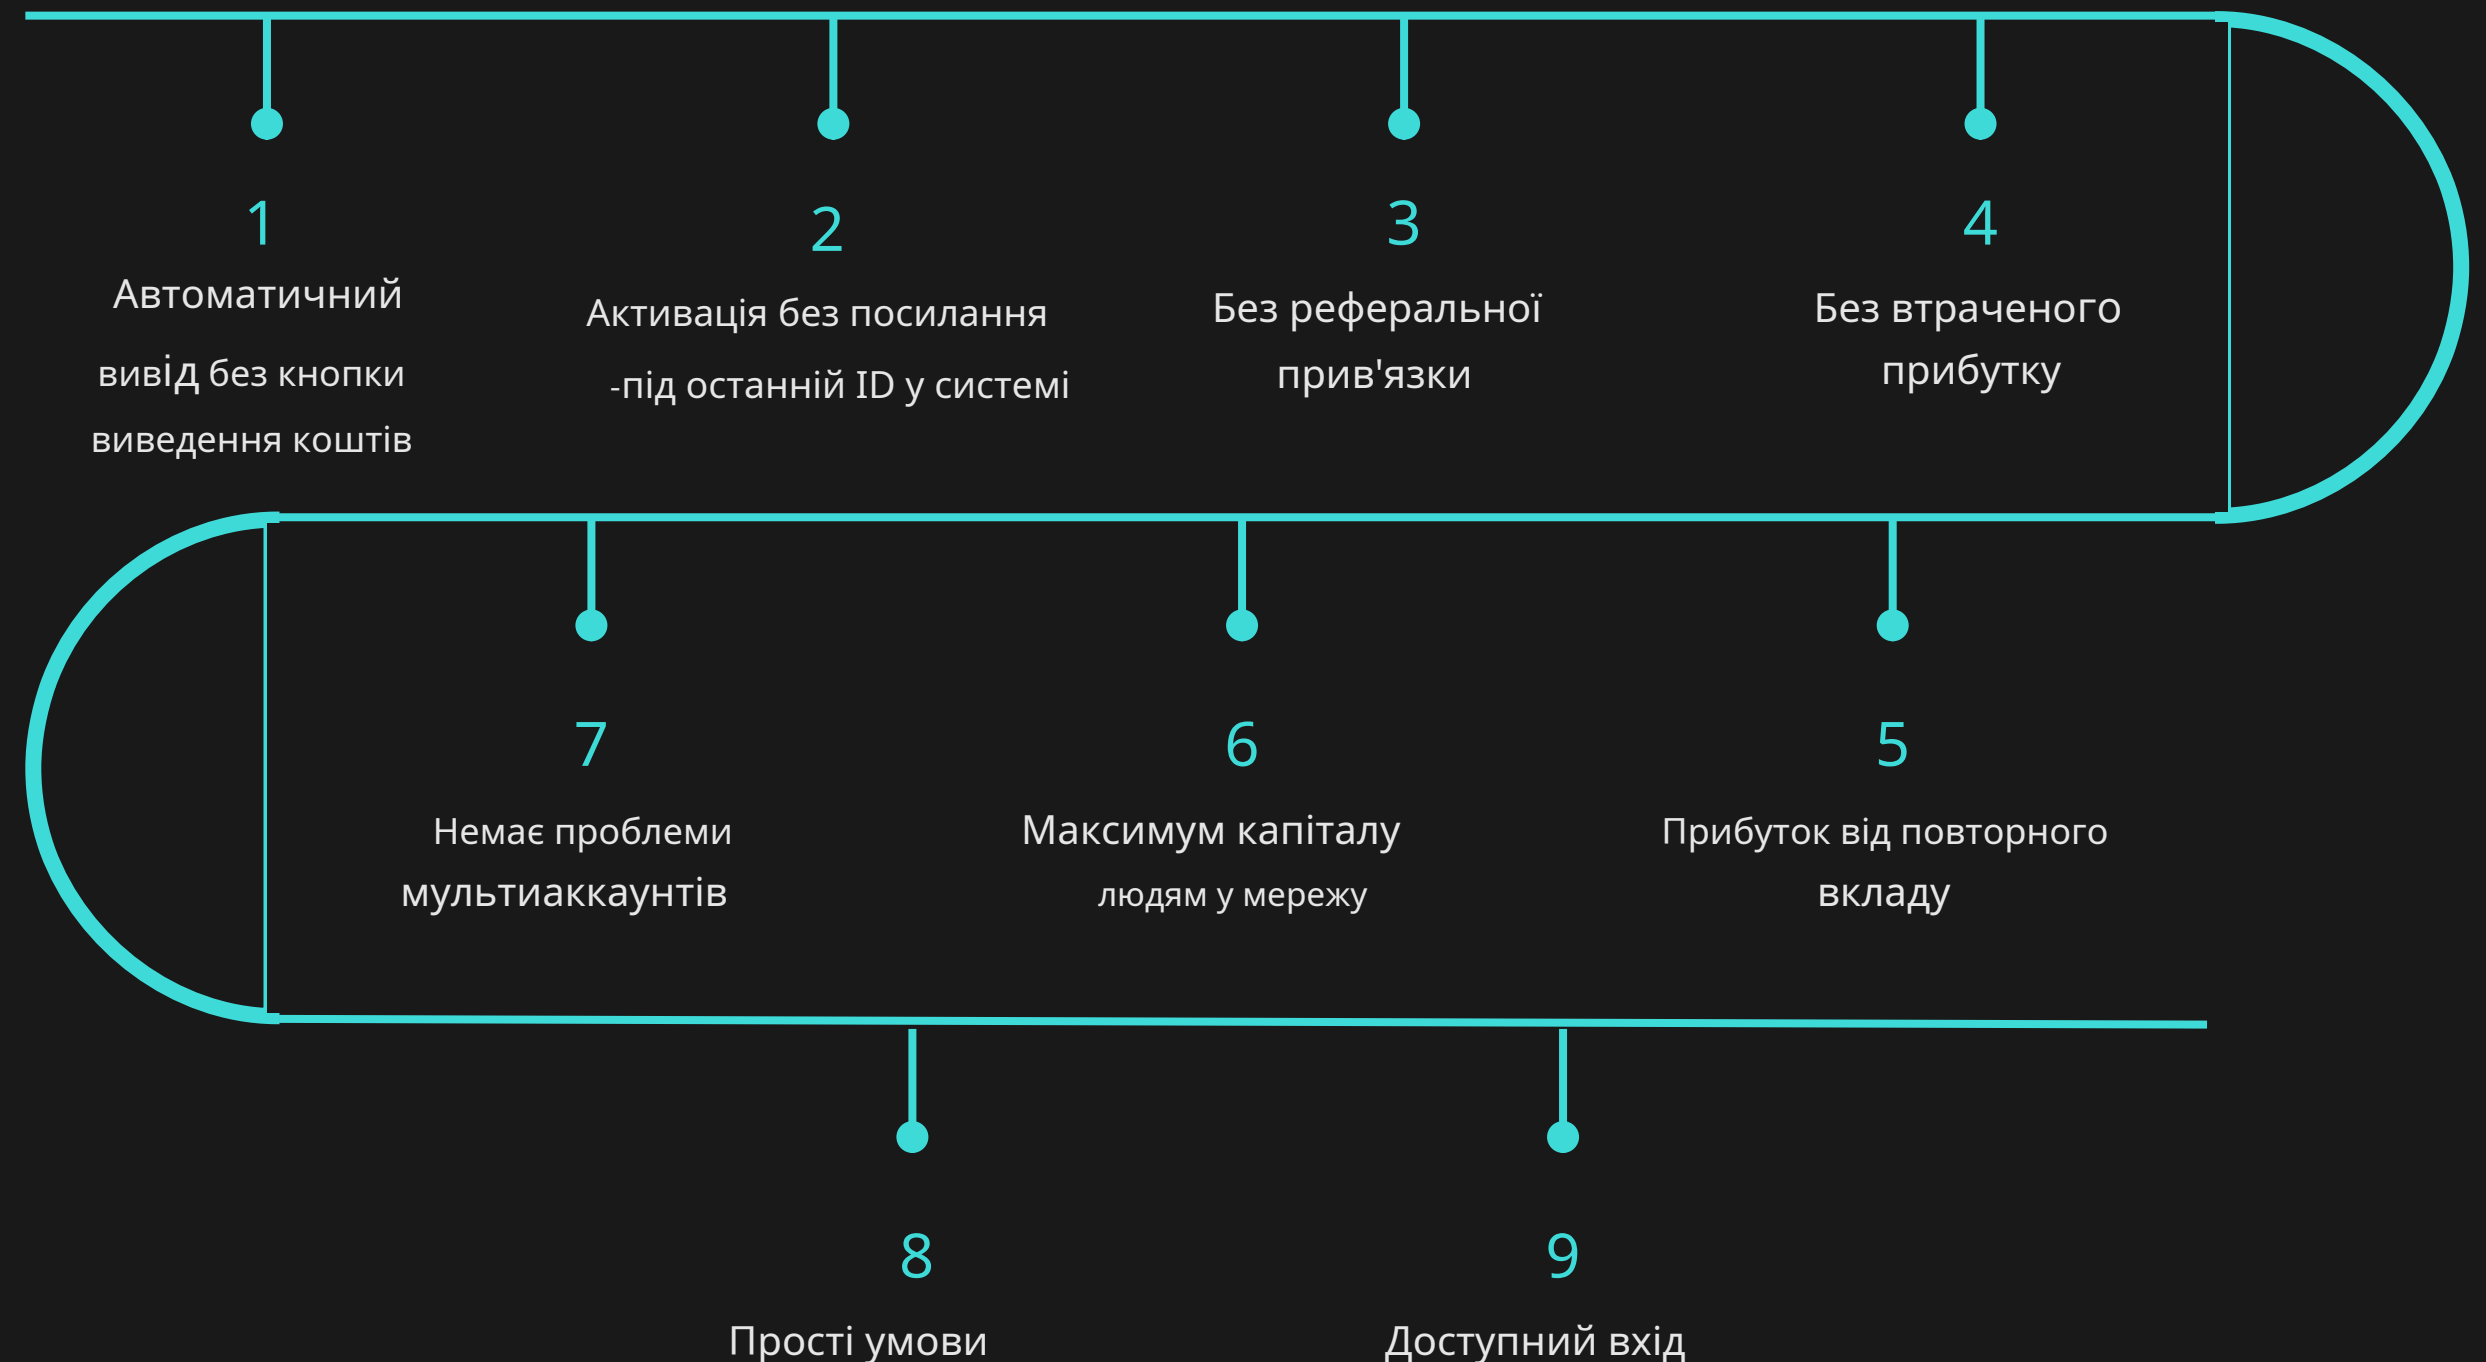 1
Автоматичний
вивід без кнопки
виведення коштів
2
Активація без посилання
-під останній ID у системі
3
Без реферальної
прив'язки
4
Без втраченого
прибутку
5
Прибуток від повторного
вкладу
6
Максимум капіталу
людям у мережу
7
Немає проблеми
мультиаккаунтів
8
Прості умови
9
Доступний вхід